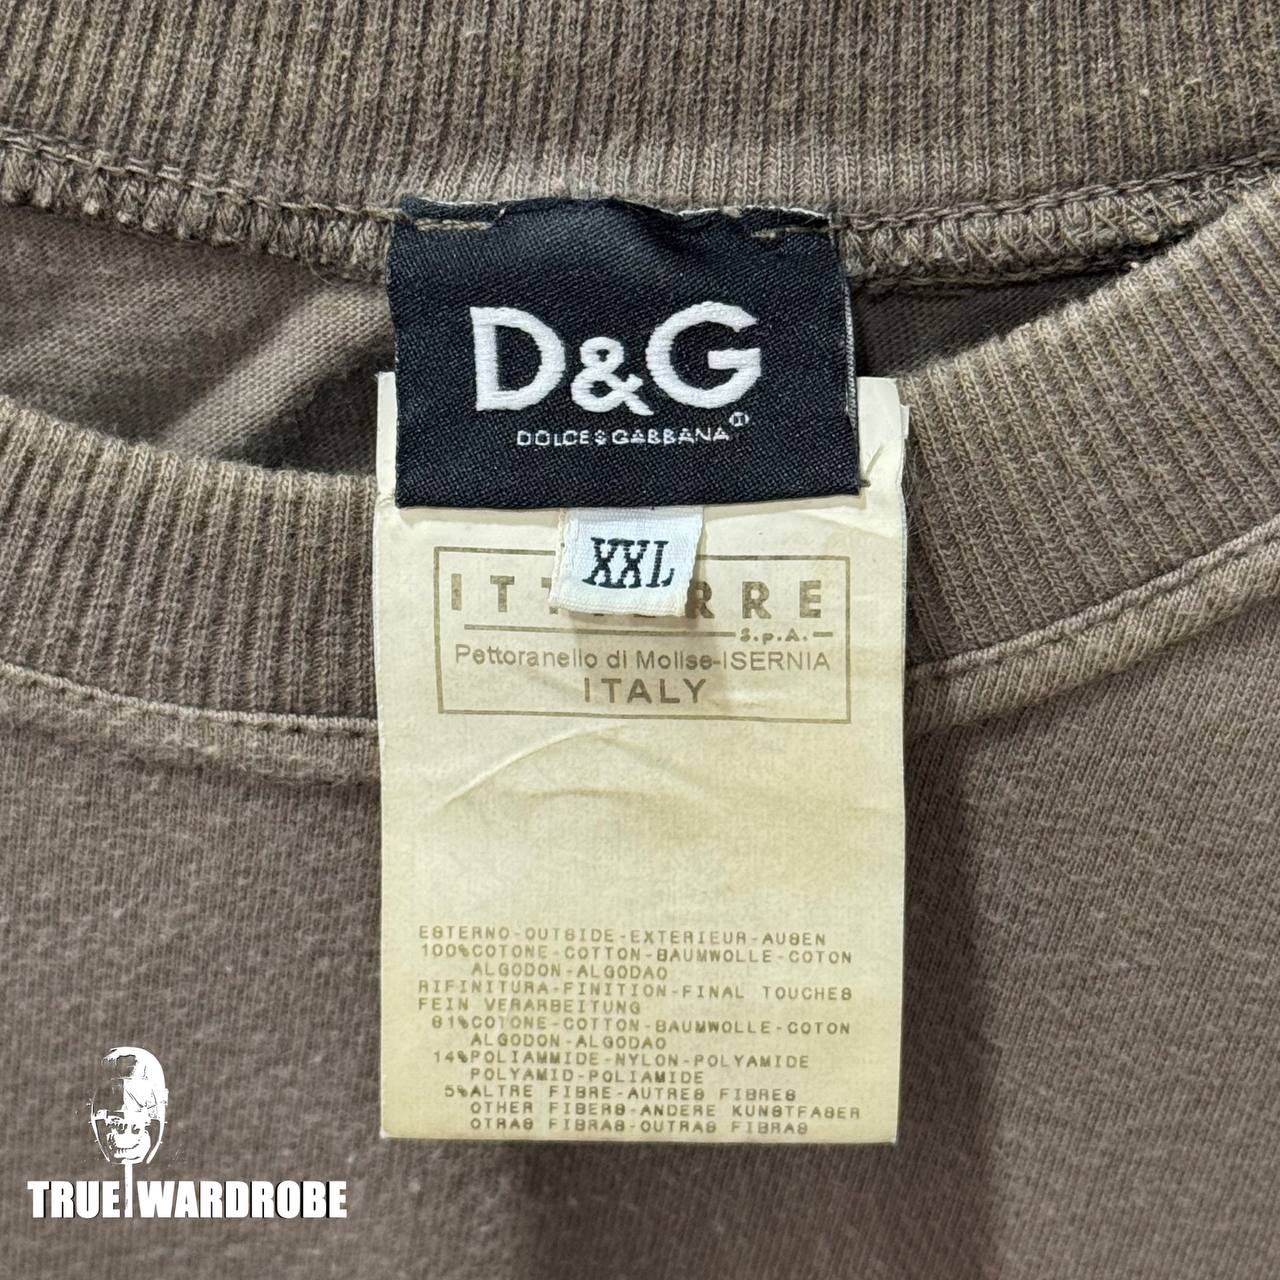 D&G
DOLCE&GABBANA
XXL
ITTIERRE
S.p.A.
Pettoranello di Molise-ISERNIA
ITALY
ESTERNO-OUTSIDE-EXTERIEUR-AUSEN
100%COTONE-COTTON-BAUMWOLLE-COTON
ALGODON-ALGODAO
RIFINITURA-FINITION-FINAL TOUCHES
FEIN VERARBEITUNG
81%COTONE-COTTON-BAUMWOLLE-COTON
ALGODON-ALGODAO
14%POLIAMMIDE-NYLON-POLYAMIDE
POLYAMID-POLIAMIDE
5%ALTRE FIBRE-AUTRES FIBRES
OTHER FIBERS-ANDERE KUNSTFASER
OTRAS FIBRAS-OUTRAS FIBRAS
TRUE WARDROBE